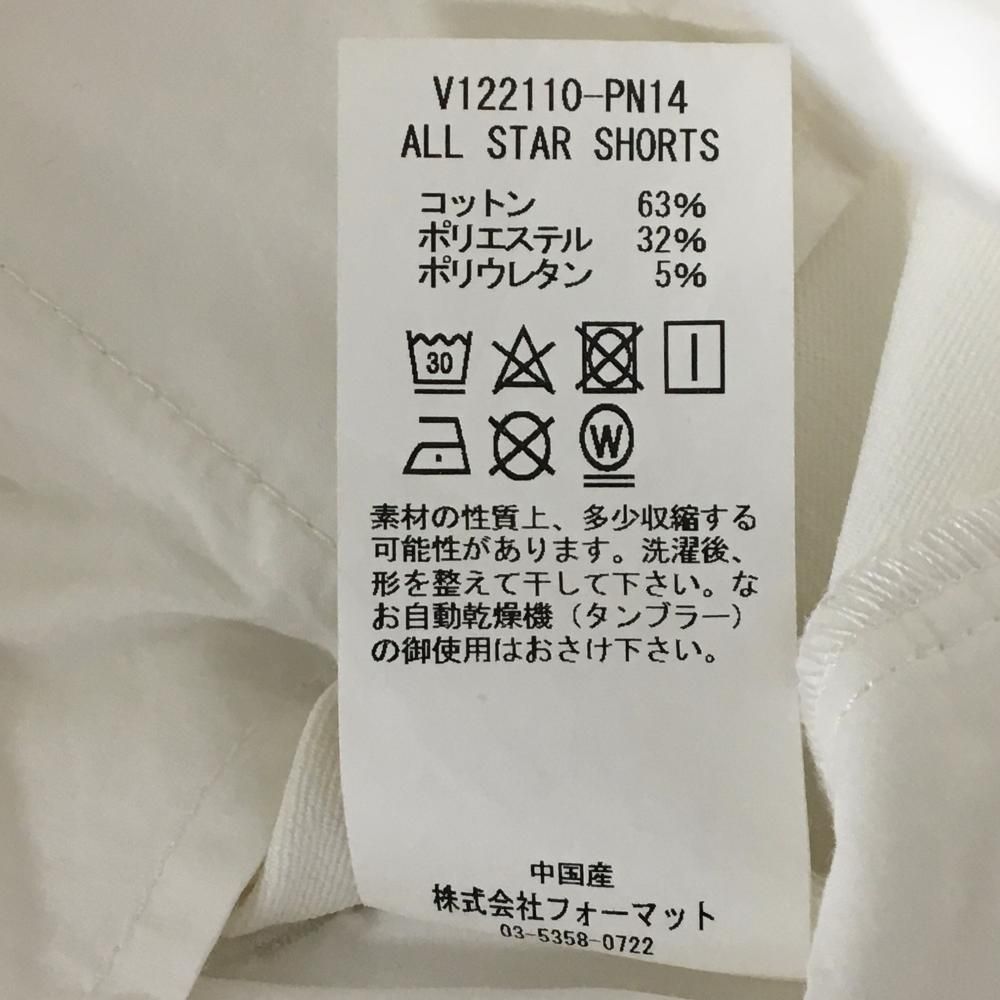 V122110-PN14
ALL STAR SHORTS
コットン 63%
ポリエステル 32%
ポリウレタン 5%
30
W
素材の性質上、多少収縮する
可能性があります。洗濯後、
形を整えて干して下さい。な
お自動乾燥機（タンブラー）
の御使用はおさけ下さい。
中国産
株式会社フォーマット
03-5358-0722